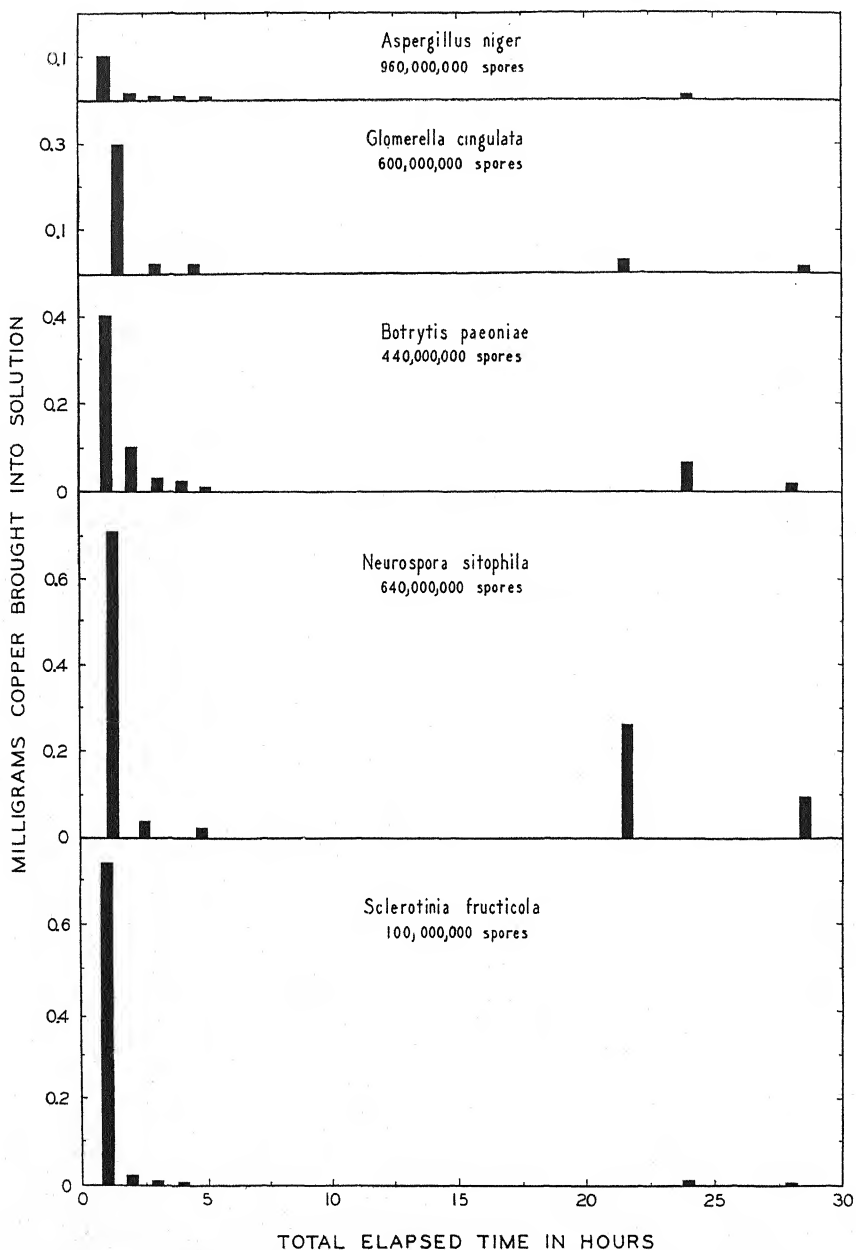 Aspergillus niger
960,000,000 spores
0.1
Glomerella cingulata
600,000,000 spores
0.3
0.1
Botrytis paeoniae
440,000,000 spores
0.4
0.2
0
Neurospora sitophila
640,000,000 spores
0.6
0.4
0.2
0
Sclerotinia fructicola
100,000,000 spores
0.6
0.4
0.2
0
0 5 10 15 20 25 30
TOTAL ELAPSED TIME IN HOURS
MILLIGRAMS COPPER BROUGHT INTO SOLUTION